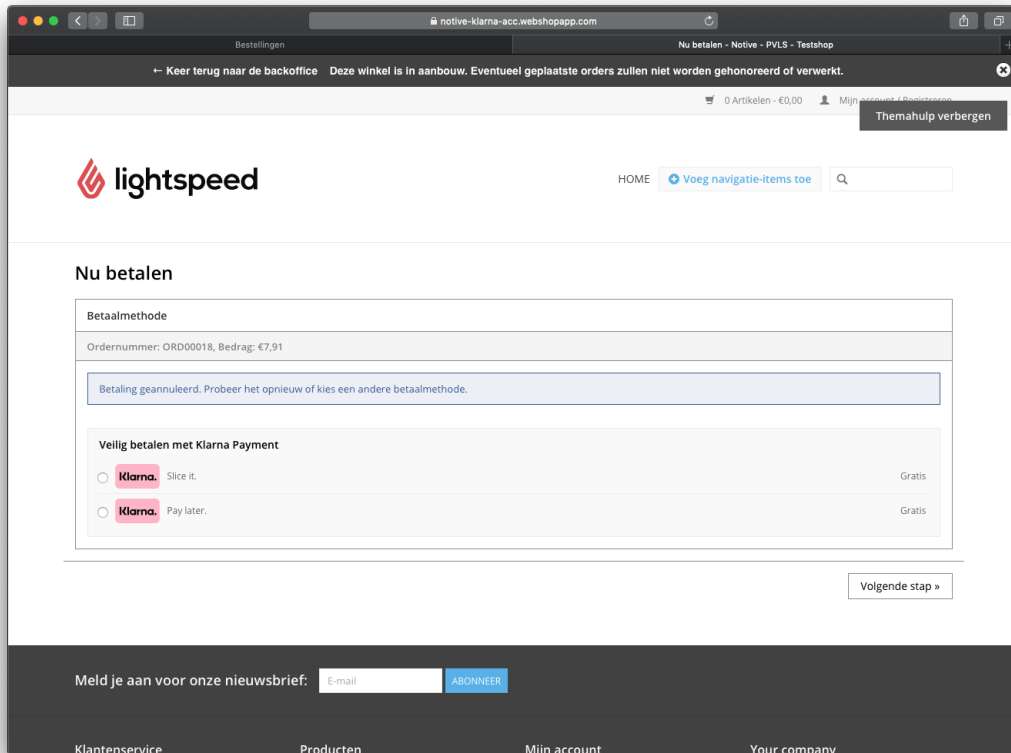 notive-klarna-acc.webshopapp.com
Bestellingen
Nu betalen - Notive - PVLS - Testshop
← Keer terug naar de backoffice Deze winkel is in aanbouw. Eventueel geplaatste orders zullen niet worden gehonoreerd of verwerkt.
0 Artikelen - €0,00 Mijn account / Registreren
Themahulp verbergen
lightspeed
HOME Voeg navigatie-items toe
Nu betalen
Betaalmethode
Ordernummer: ORD00018, Bedrag: €7,91
Betaling geannuleerd. Probeer het opnieuw of kies een andere betaalmethode.
Veilig betalen met Klarna Payment
Klarna. Slice it. Gratis
Klarna. Pay later. Gratis
Volgende stap »
Meld je aan voor onze nieuwsbrief: E-mail ABONNEER
Klantenservice Producten Mijn account Your company